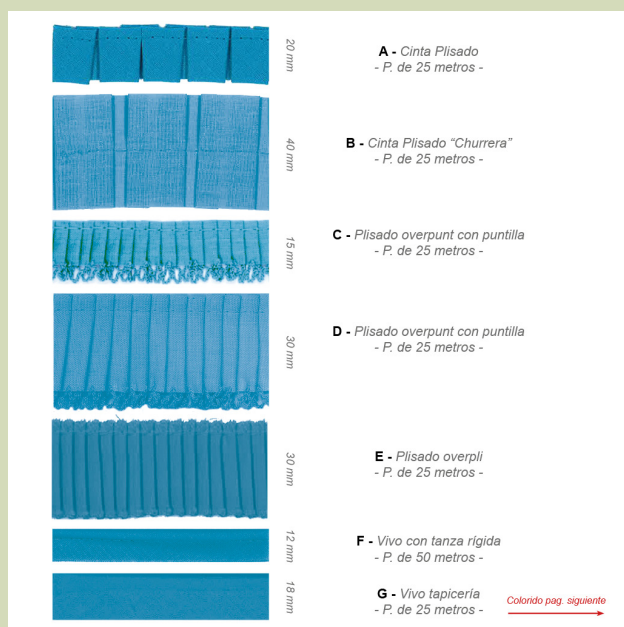 20 mm
A - Cinta Plisado
- P. de 25 metros -
40 mm
B - Cinta Plisado “Churrera”
- P. de 25 metros -
15 mm
C - Plisado overpunt con puntilla
- P. de 25 metros -
30 mm
D - Plisado overpunt con puntilla
- P. de 25 metros -
30 mm
E - Plisado overpli
- P. de 25 metros -
12 mm
F - Vivo con tanza rígida
- P. de 50 metros -
18 mm
G - Vivo tapicería
- P. de 25 metros -
Colorido pag. siguiente